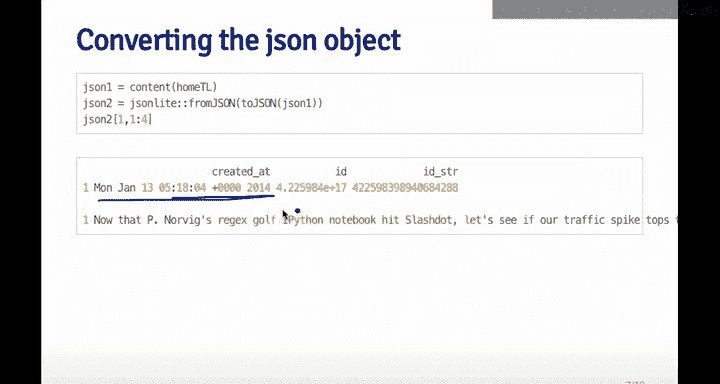 Converting the json object
json1 = content(homeTL)
json2 = jsonlite::fromJSON(toJSON(json1))
json2[1,1:4]
created_at id id_str
1 Mon Jan 13 05:18:04 +0000 2014 4.225984e+17 422598398940684288
1 Now that P. Norvig's regex golf IPython notebook hit Slashdot, let's see if our traffic spike tops